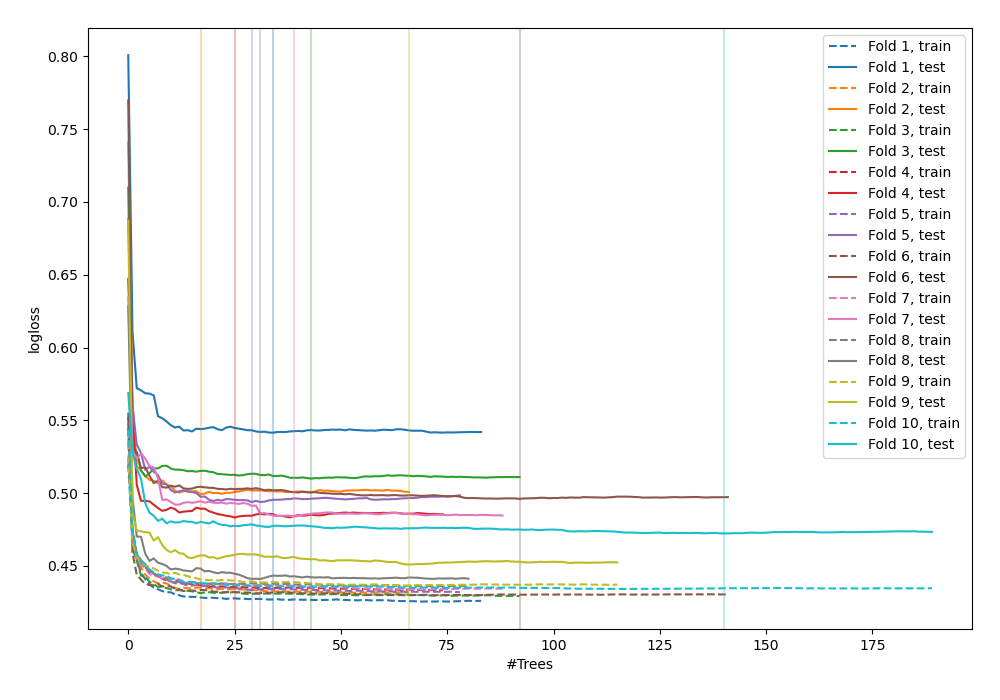 0.80
0.75
0.70
0.65
0.60
0.55
0.50
0.45
logloss
0
25
50
75
100
125
150
175
#Trees
Fold 1, train
Fold 1, test
Fold 2, train
Fold 2, test
Fold 3, train
Fold 3, test
Fold 4, train
Fold 4, test
Fold 5, train
Fold 5, test
Fold 6, train
Fold 6, test
Fold 7, train
Fold 7, test
Fold 8, train
Fold 8, test
Fold 9, train
Fold 9, test
Fold 10, train
Fold 10, test